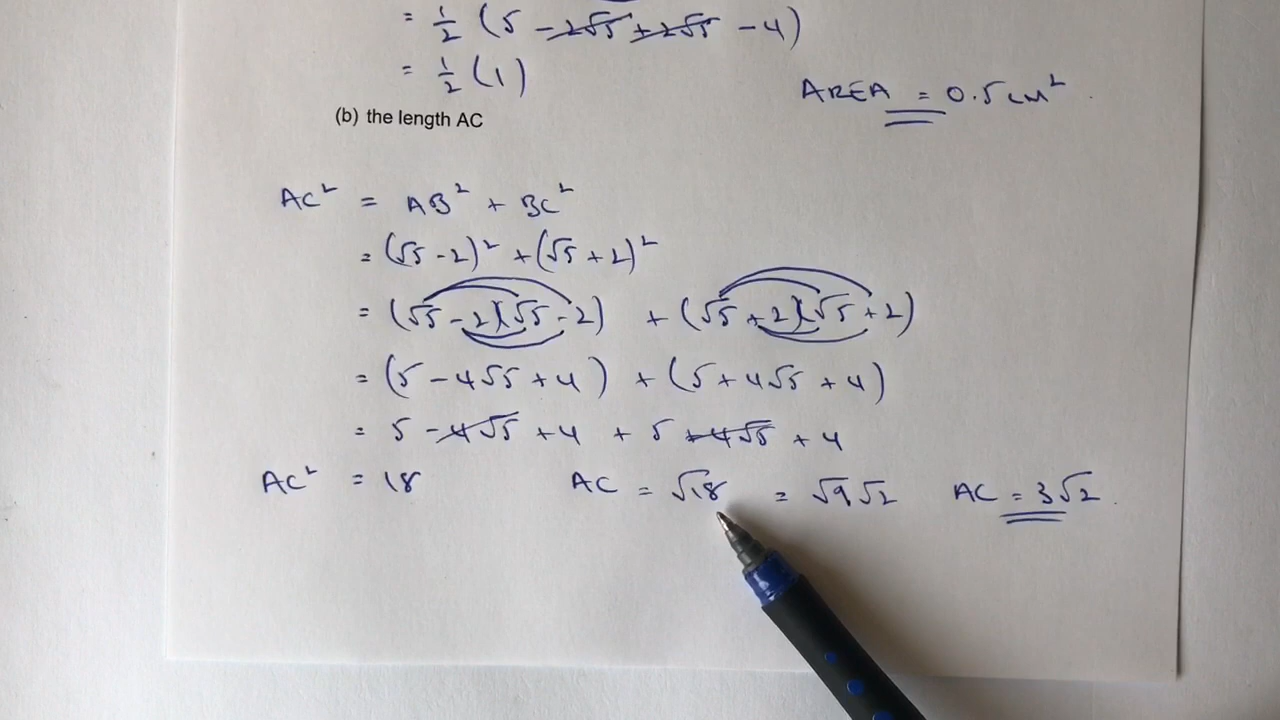 = ½ (5 - 2√5 + 2√5 - 4)
= ½ (1)
AREA = 0.5 cm²
(b) the length AC
AC² = AB² + BC²
= (√5 - 2)² + (√5 + 2)²
= (√5 - 2)(√5 - 2) + (√5 + 2)(√5 + 2)
= (5 - 4√5 + 4) + (5 + 4√5 + 4)
= 5 - 4√5 + 4 + 5 + 4√5 + 4
AC² = 18 AC = √18 = √9√2 AC = 3√2.